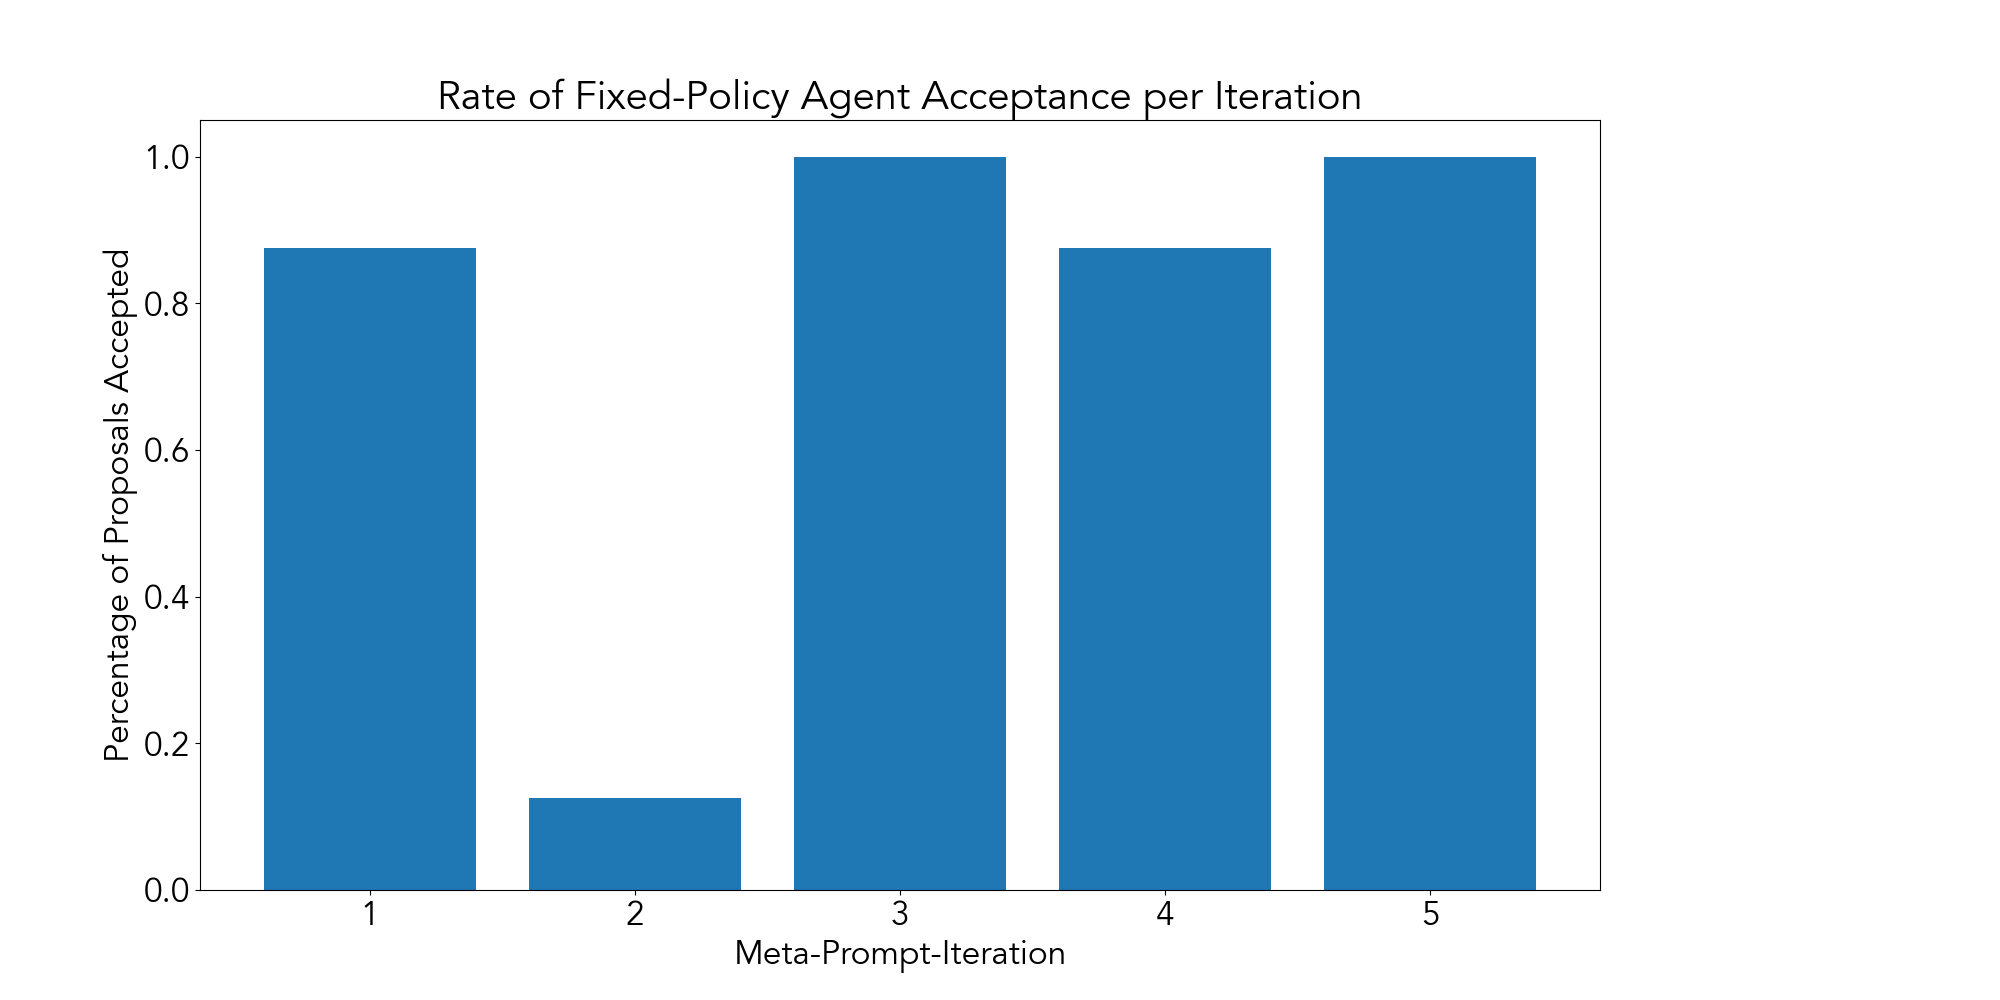 Rate of Fixed-Policy Agent Acceptance per Iteration
Percentage of Proposals Accepted
1.0
0.8
0.6
0.4
0.2
0.0
1 2 3 4 5
Meta-Prompt-Iteration